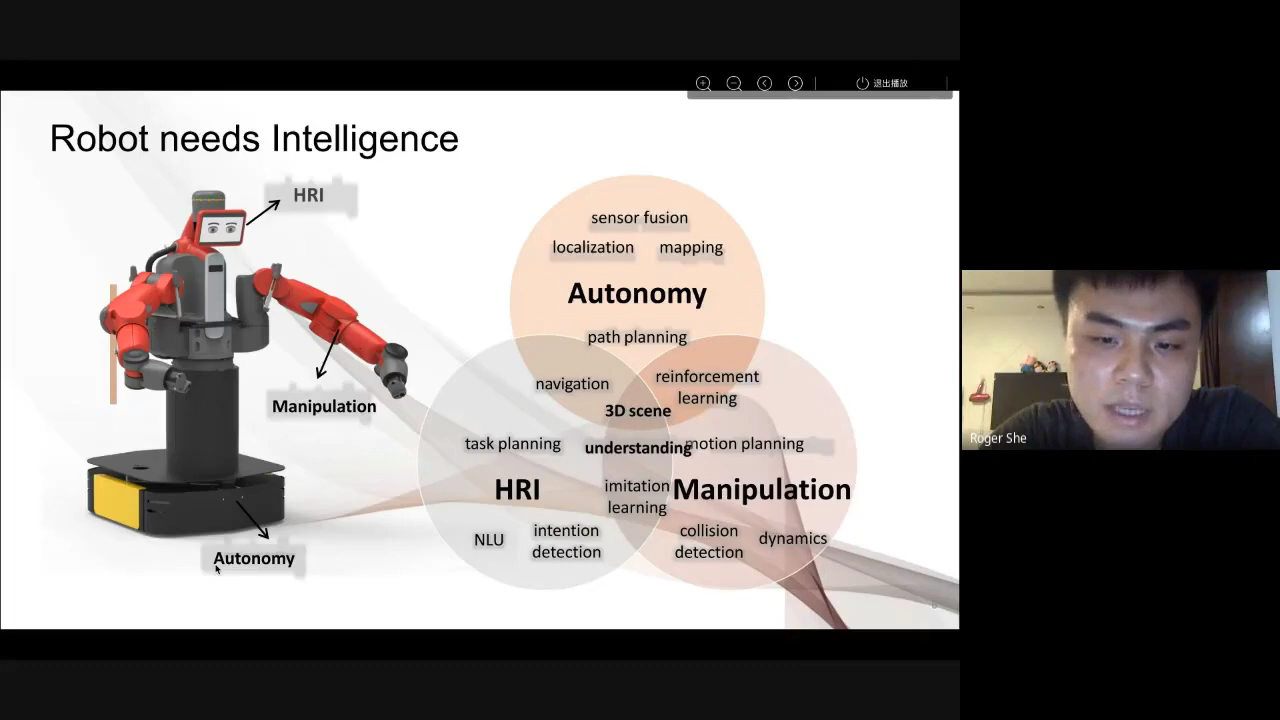 退出播放
Robot needs Intelligence
HRI
Manipulation
Autonomy
sensor fusion
localization mapping
Autonomy
path planning
navigation
reinforcement
learning
3D scene
understanding
task planning
motion planning
HRI
imitation
learning
Manipulation
NLU
intention
detection
collision
detection
dynamics
Roger She